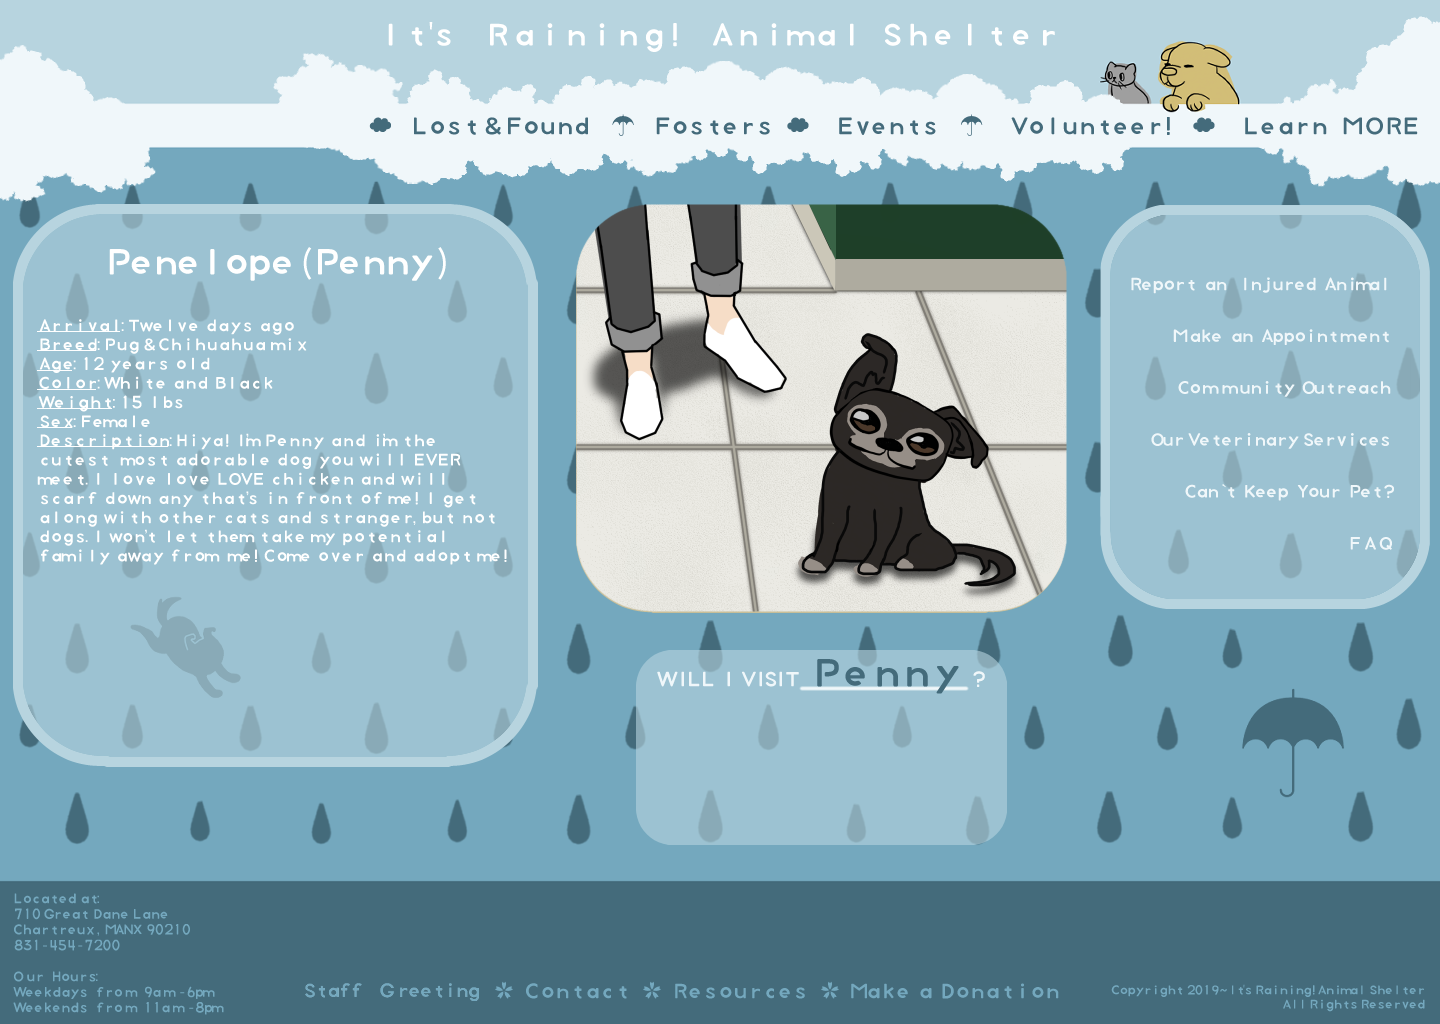 It's Raining! Animal Shelter
Lost&Found Fosters Events Volunteer! Learn MORE
Penelope (Penny)
Arrival: Twelve days ago
Breed: Pug & Chihuahua mix
Age: 12 years old
Color: White and Black
Weight: 15 lbs
Sex: Female
Description: Hiya! Im Penny and im the
cutest most adorable dog you will EVER
meet. I love love LOVE chicken and will
scarf down any that's in front of me! I get
along with other cats and stranger, but not
dogs. I won't let them take my potential
family away from me! Come over and adopt me!
Report an Injured Animal
Make an Appointment
Community Outreach
Our Veterinary Services
Can`t Keep Your Pet?
FAQ
WILL I VISIT Penny ?
Located at:
710 Great Dane Lane
Chartreux, MANX 90210
831-454-7200
Our Hours:
Weekdays from 9am-6pm
Weekends from 11am-8pm
Staff Greeting ✲ Contact ✲ Resources ✲ Make a Donation
Copyright 2019~It's Raining! Animal Shelter
All Rights Reserved